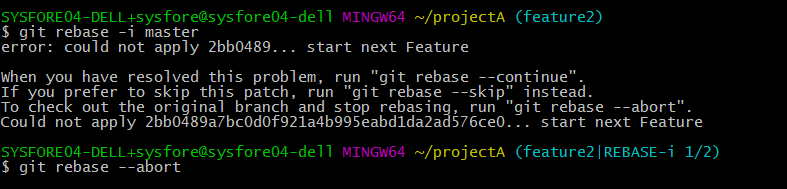 SYSFORE04-DELL+sysfore@sysfore04-dell MINGW64 ~/projectA (feature2)
$ git rebase -i master
error: could not apply 2bb0489... start next Feature
When you have resolved this problem, run "git rebase --continue".
If you prefer to skip this patch, run "git rebase --skip" instead.
To check out the original branch and stop rebasing, run "git rebase --abort".
Could not apply 2bb0489a7bc0d0f921a4b995eabd1da2ad576ce0... start next Feature
SYSFORE04-DELL+sysfore@sysfore04-dell MINGW64 ~/projectA (feature2|REBASE-i 1/2)
$ git rebase --abort